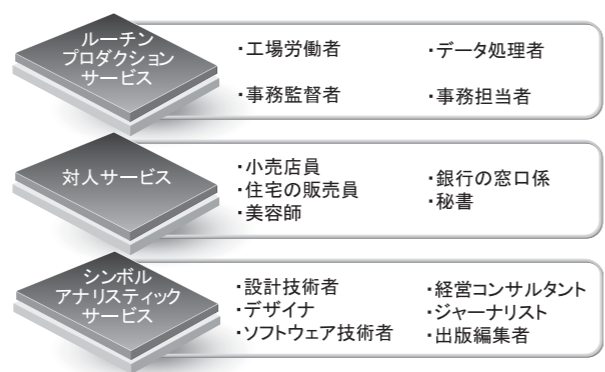 ルーチン
プロダクション
サービス
・工場労働者
・データ処理者
・事務監督者
・事務担当者
対人サービス
・小売店員
・住宅の販売員
・美容師
・銀行の窓口係
・秘書
シンボル
アナリスティック
サービス
・設計技術者
・デザイナ
・ソフトウェア技術者
・経営コンサルタント
・ジャーナリスト
・出版編集者